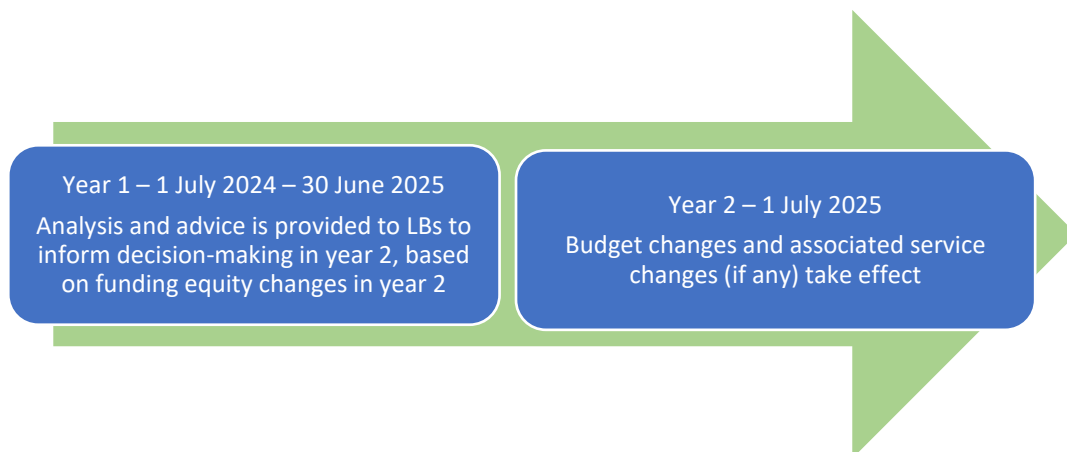 Year 1 – 1 July 2024 – 30 June 2025
Analysis and advice is provided to LBs to
inform decision-making in year 2, based
on funding equity changes in year 2
Year 2 – 1 July 2025
Budget changes and associated service
changes (if any) take effect